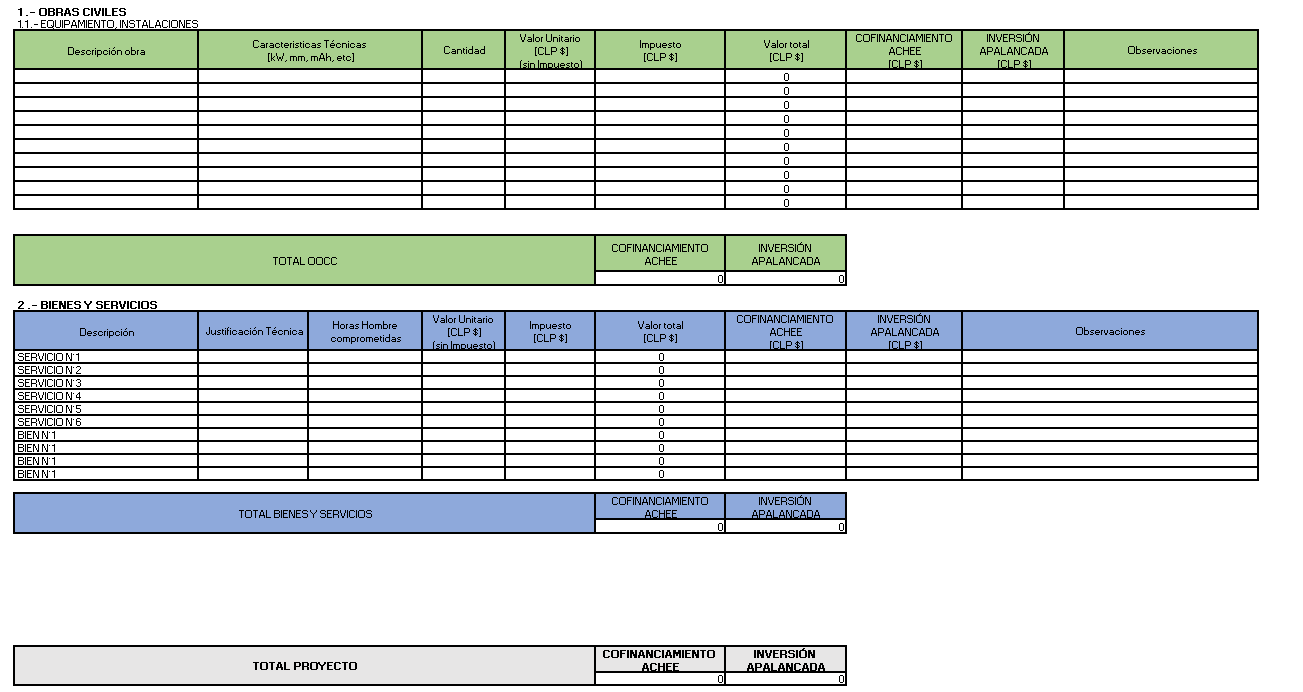 1.- OBRAS CIVILES
1.1.- EQUIPAMIENTO, INSTALACIONES
Descripción obra
Caracteristicas Técnicas
[kW, mm, mAh, etc]
Cantidad
Valor Unitario
[CLP $]
(sin Impuesto)
Impuesto
[CLP $]
Valor total
[CLP $]
COFINANCIAMIENTO
ACHEE
[CLP $]
INVERSIÓN
APALANCADA
[CLP $]
Observaciones
0
0
0
0
0
0
0
0
0
0
TOTAL OOCC
COFINANCIAMIENTO
ACHEE
INVERSIÓN
APALANCADA
0
0
2.- BIENES Y SERVICIOS
Descripción
Justificación Técnica
Horas Hombre
comprometidas
Valor Unitario
[CLP $]
(sin Impuesto)
Impuesto
[CLP $]
Valor total
[CLP $]
COFINANCIAMIENTO
ACHEE
[CLP $]
INVERSIÓN
APALANCADA
[CLP $]
Observaciones
SERVICIO N°1 0
SERVICIO N°2 0
SERVICIO N°3 0
SERVICIO N°4 0
SERVICIO N°5 0
SERVICIO N°6 0
BIEN N°1 0
BIEN N°1 0
BIEN N°1 0
BIEN N°1 0
TOTAL BIENES Y SERVICIOS
COFINANCIAMIENTO
ACHEE
INVERSIÓN
APALANCADA
0
0
TOTAL PROYECTO
COFINANCIAMIENTO
ACHEE
INVERSIÓN
APALANCADA
0
0